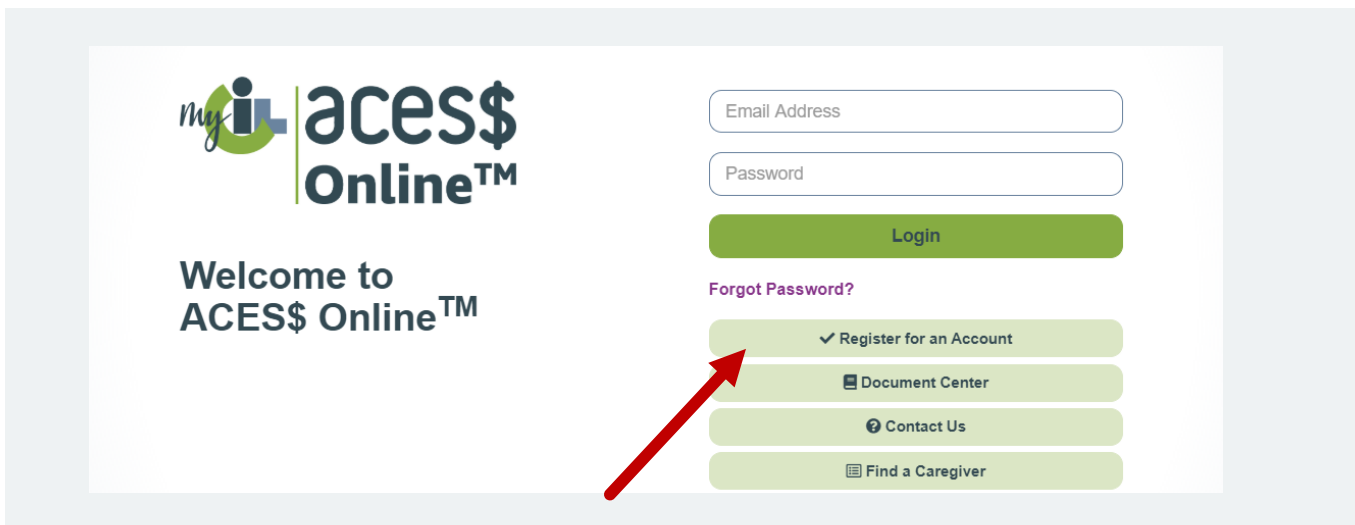 my iL aces$
Online™
Welcome to
ACES$ Online™
Email Address
Password
Login
Forgot Password?
Register for an Account
Document Center
Contact Us
Find a Caregiver